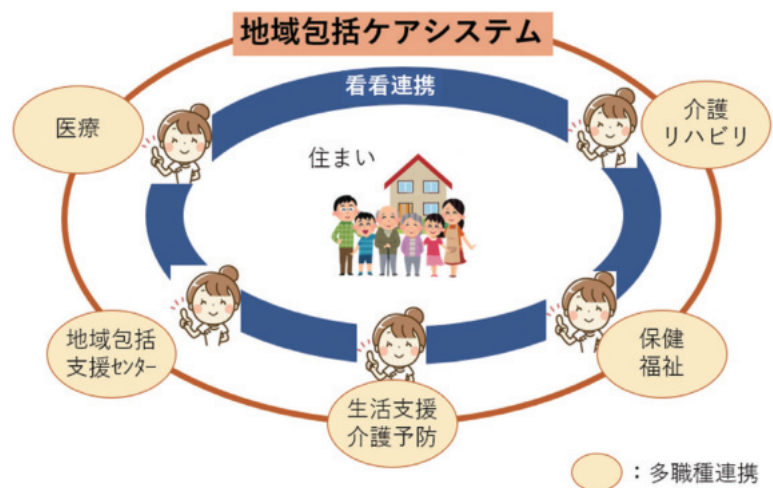 地域包括ケアシステム
看看連携
医療
介護
リハビリ
住まい
地域包括
支援ｾﾝﾀｰ
保健
福祉
生活支援
介護予防
：多職種連携